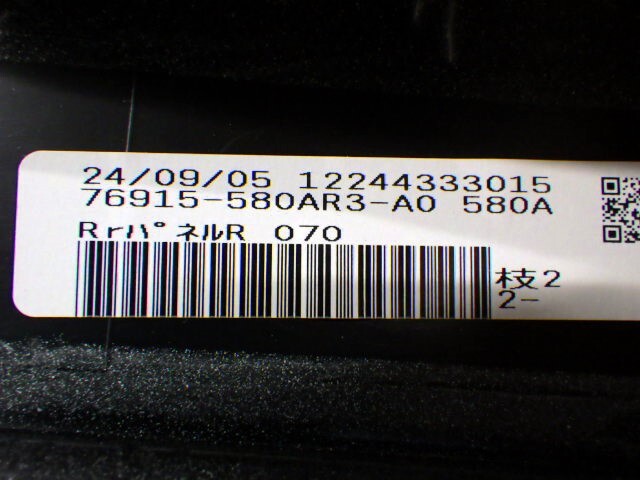 24/09/05 12244333015
76915-580AR3-A0 580A
RrﾊﾟﾈﾙR 070
枝2
2-